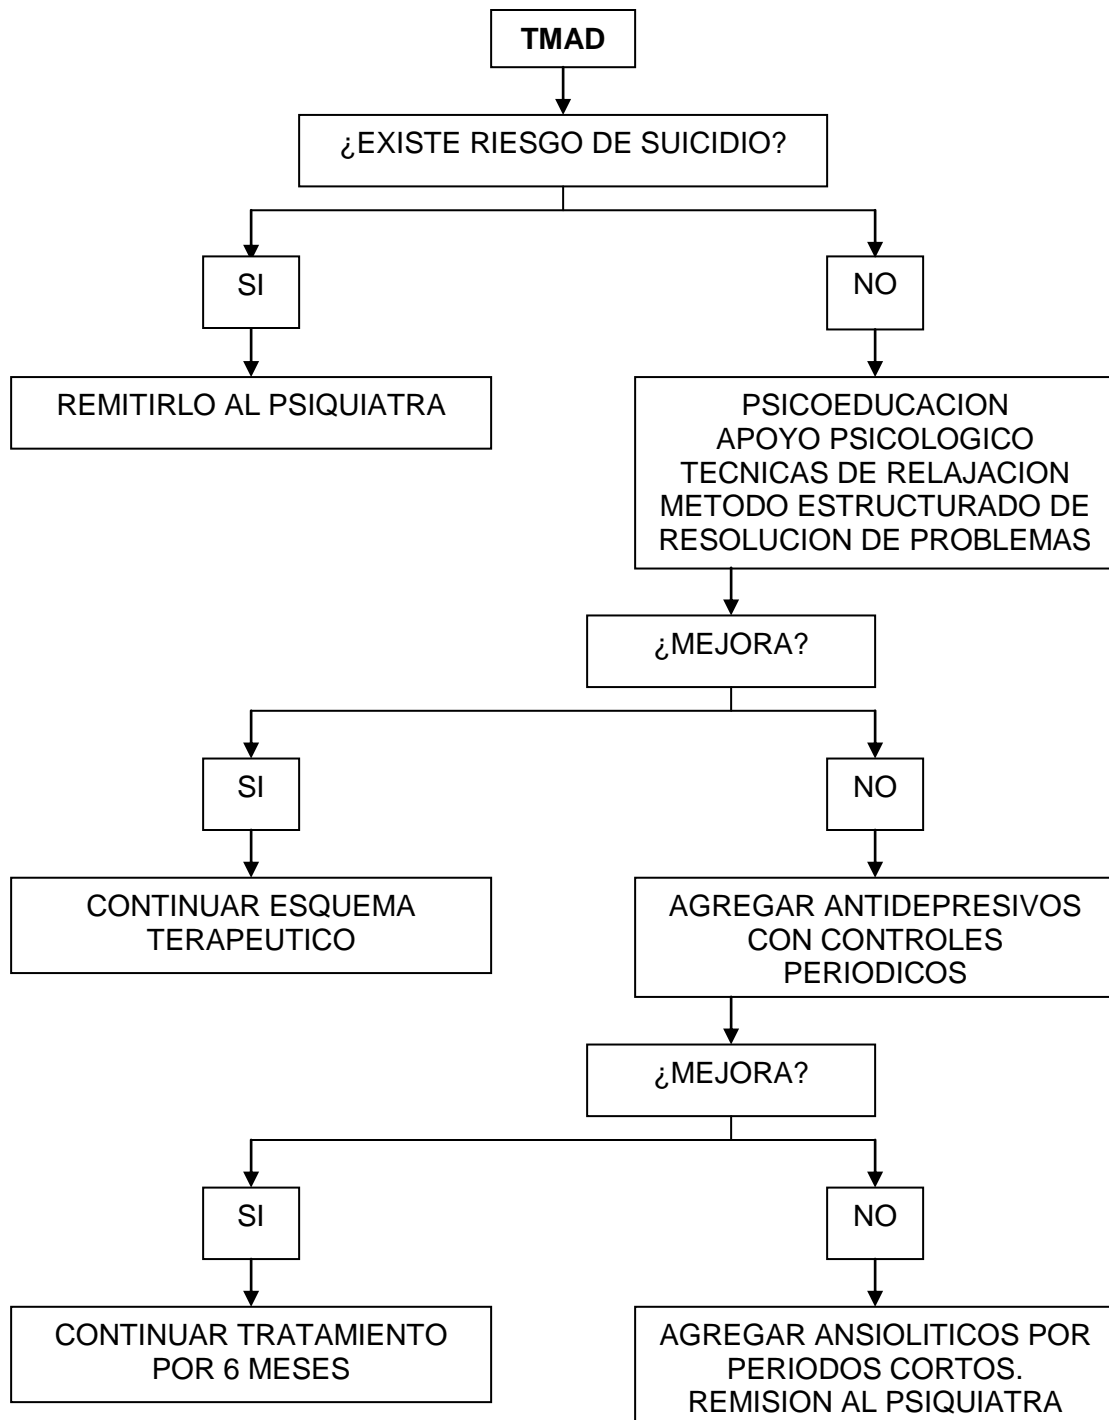 TMAD
¿EXISTE RIESGO DE SUICIDIO?
SI
NO
REMITIRLO AL PSIQUIATRA
PSICOEDUCACION
APOYO PSICOLOGICO
TECNICAS DE RELAJACION
METODO ESTRUCTURADO DE
RESOLUCION DE PROBLEMAS
¿MEJORA?
SI
NO
CONTINUAR ESQUEMA
TERAPEUTICO
AGREGAR ANTIDEPRESIVOS
CON CONTROLES
PERIODICOS
¿MEJORA?
SI
NO
CONTINUAR TRATAMIENTO
POR 6 MESES
AGREGAR ANSIOLITICOS POR
PERIODOS CORTOS.
REMISION AL PSIQUIATRA